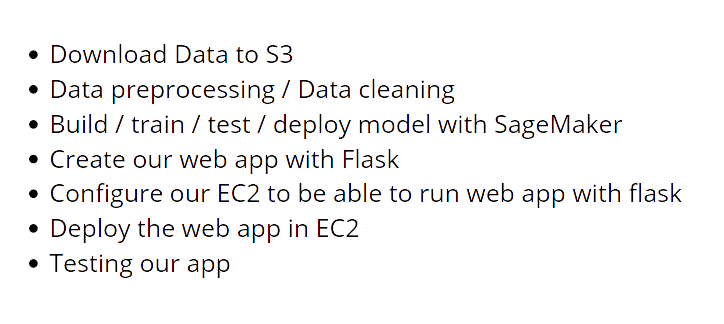 • Download Data to S3
• Data preprocessing / Data cleaning
• Build / train / test / deploy model with SageMaker
• Create our web app with Flask
• Configure our EC2 to be able to run web app with flask
• Deploy the web app in EC2
• Testing our app